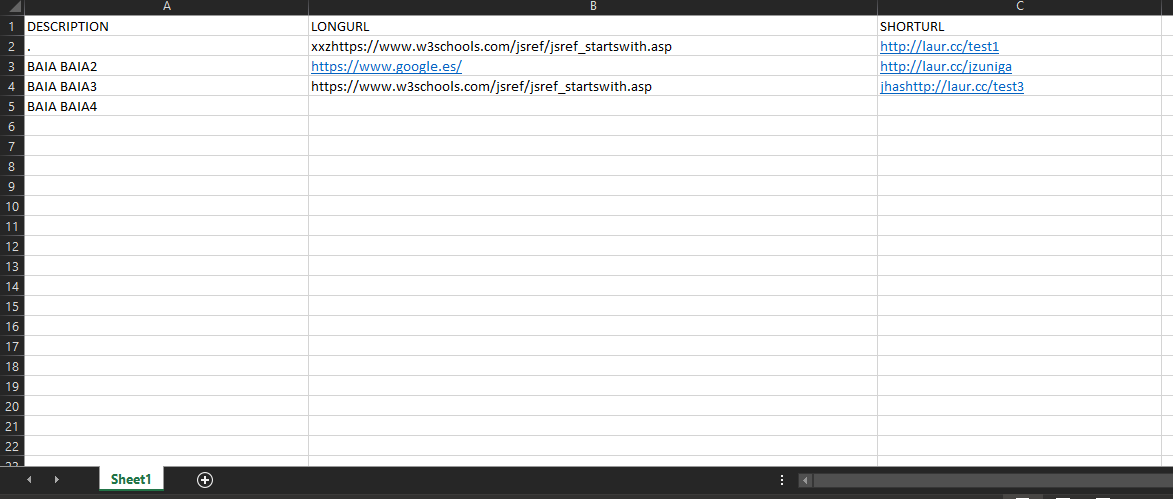 A B C
1 DESCRIPTION LONGURL SHORTURL
2 . xxzhttps://www.w3schools.com/jsref/jsref_startswith.asp http://laur.cc/test1
3 BAIA BAIA2 https://www.google.es/ http://laur.cc/jzuniga
4 BAIA BAIA3 https://www.w3schools.com/jsref/jsref_startswith.asp jhashttp://laur.cc/test3
5 BAIA BAIA4
6
7
8
9
10
11
12
13
14
15
16
17
18
19
20
21
22
23
Sheet1